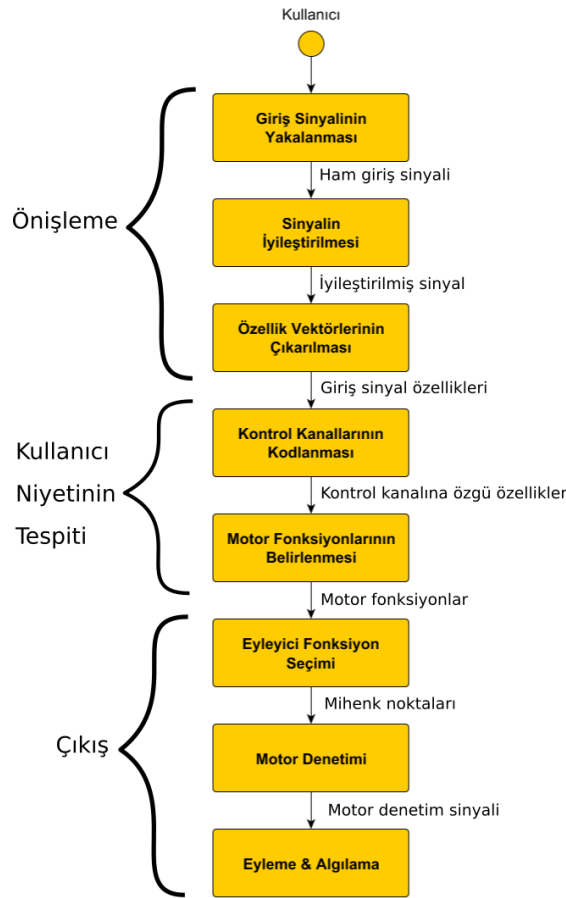 Kullanıcı
Giriş Sinyalinin
Yakalanması
Ham giriş sinyali
Önişleme
Sinyalin
İyileştirilmesi
İyileştirilmiş sinyal
Özellik Vektörlerinin
Çıkarılması
Giriş sinyal özellikleri
Kullanıcı
Niyetinin
Tespiti
Kontrol Kanallarının
Kodlanması
Kontrol kanalına özgü özellikler
Motor Fonksiyonlarının
Belirlenmesi
Motor fonksiyonlar
Eyleyici Fonksiyon
Seçimi
Mihenk noktaları
Çıkış
Motor Denetimi
Motor denetim sinyali
Eyleme & Algılama